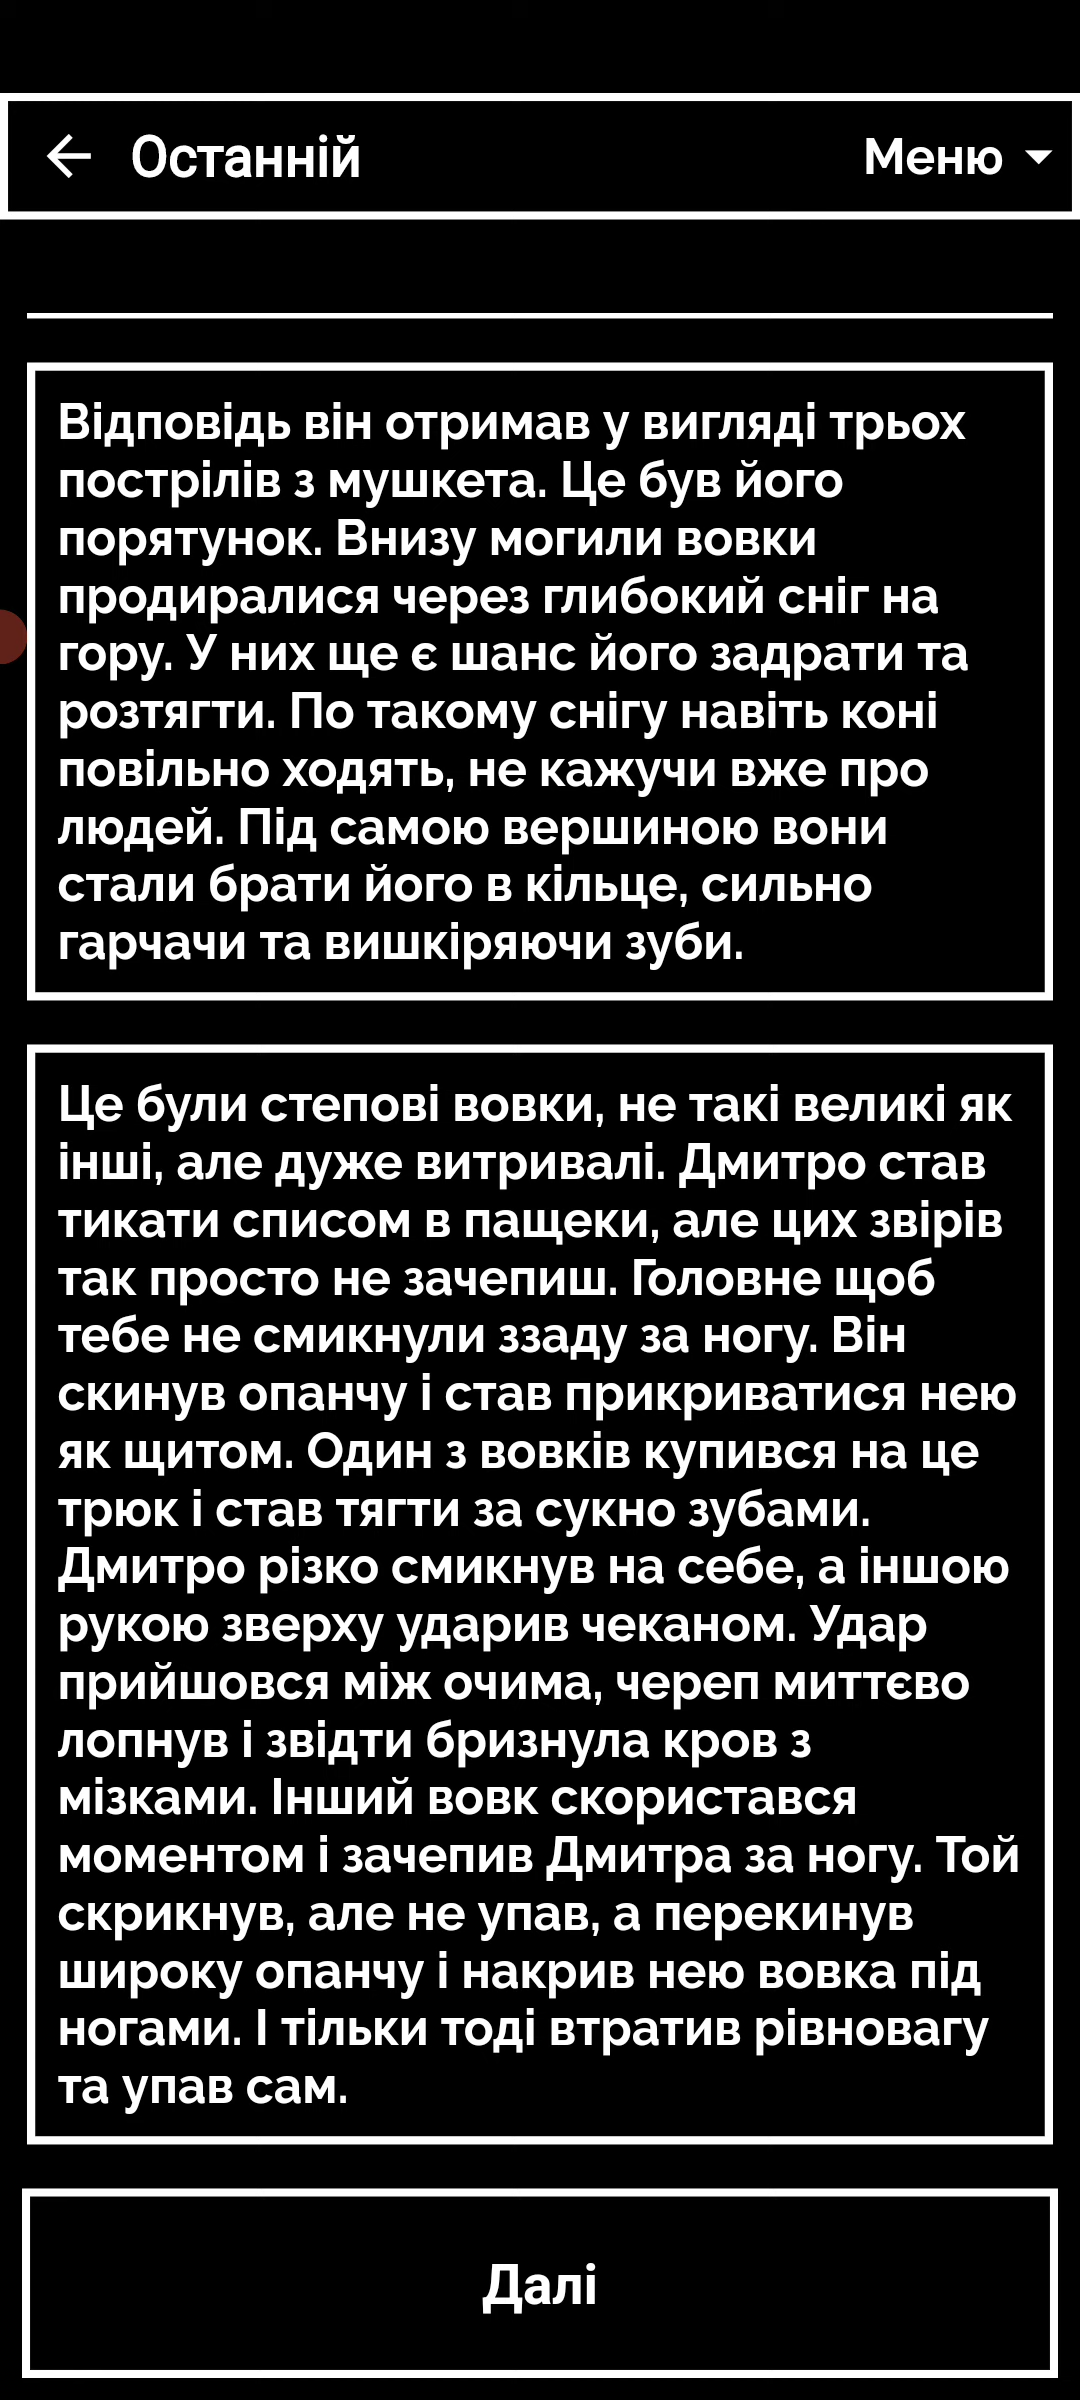 Останній
Меню
Відповідь він отримав у вигляді трьох
пострілів з мушкета. Це був його
порятунок. Внизу могили вовки
продиралися через глибокий сніг на
гору. У них ще є шанс його задрати та
розтягти. По такому снігу навіть коні
повільно ходять, не кажучи вже про
людей. Під самою вершиною вони
стали брати його в кільце, сильно
гарчачи та вишкіряючи зуби.
Це були степові вовки, не такі великі як
інші, але дуже витривалі. Дмитро став
тикати списом в пащеки, але цих звірів
так просто не зачепиш. Головне щоб
тебе не смикнули ззаду за ногу. Він
скинув опанчу і став прикриватися нею
як щитом. Один з вовків купився на це
трюк і став тягти за сукно зубами.
Дмитро різко смикнув на себе, а іншою
рукою зверху ударив чеканом. Удар
прийшовся між очима, череп миттєво
лопнув і звідти бризнула кров з
мізками. Інший вовк скористався
моментом і зачепив Дмитра за ногу. Той
скрикнув, але не упав, а перекинув
широку опанчу і накрив нею вовка під
ногами. І тільки тоді втратив рівновагу
та упав сам.
Далі